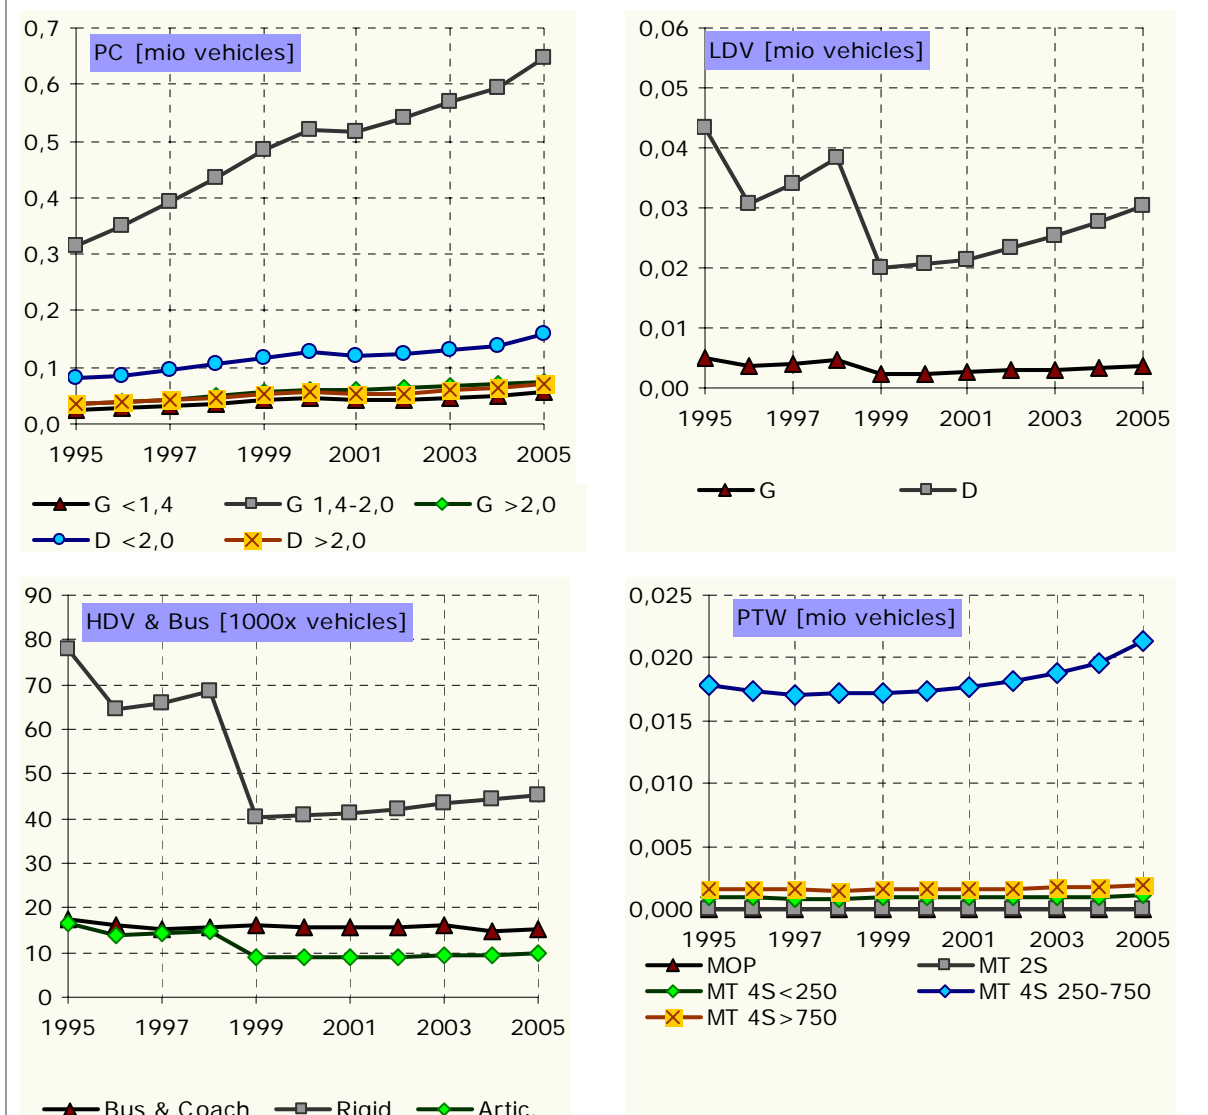 PC [mio vehicles]
0,7
0,6
0,5
0,4
0,3
0,2
0,1
0,0
1995 1997 1999 2001 2003 2005
G <1,4 G 1,4-2,0 G >2,0
D <2,0 D >2,0
LDV [mio vehicles]
0,06
0,05
0,04
0,03
0,02
0,01
0,00
1995 1997 1999 2001 2003 2005
G D
HDV & Bus [1000x vehicles]
90
80
70
60
50
40
30
20
10
0
1995 1997 1999 2001 2003 2005
Bus & Coach Rigid Artic.
PTW [mio vehicles]
0,025
0,020
0,015
0,010
0,005
0,000
1995 1997 1999 2001 2003 2005
MOP MT 2S
MT 4S<250 MT 4S 250-750
MT 4S>750